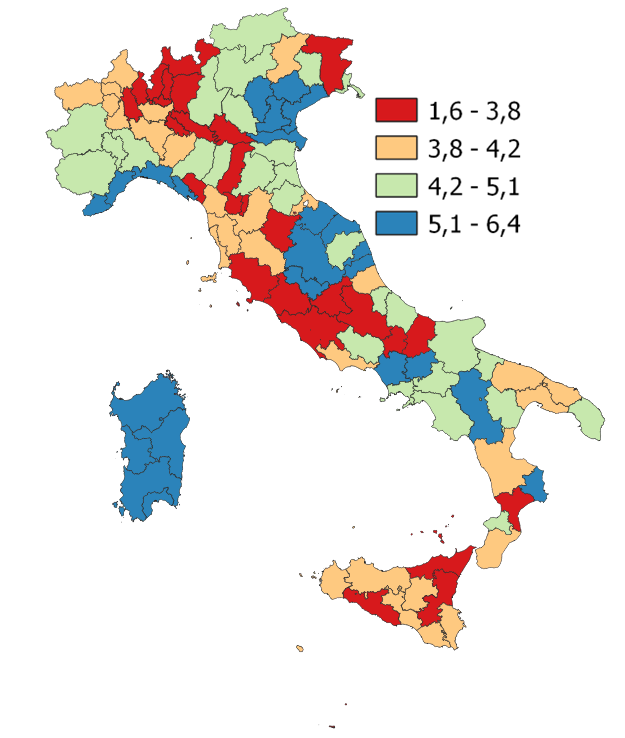 1,6 - 3,8
3,8 - 4,2
4,2 - 5,1
5,1 - 6,4